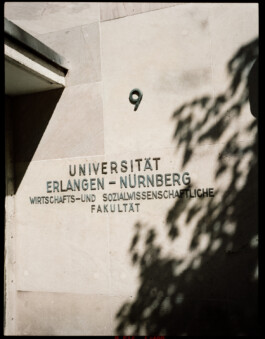 9
UNIVERSITÄT
ERLANGEN – NÜRNBERG
WIRTSCHAFTS– UND SOZIALWISSENSCHAFTLICHE
FAKULTÄT